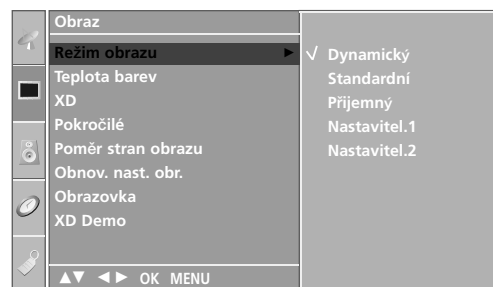 Obraz
Režim obrazu ►
Teplota barev
XD
Pokročilé
Poměr stran obrazu
Obnov. nast. obr.
Obrazovka
XD Demo
▲▼ ◄► OK MENU
√ Dynamický
Standardní
Přijemný
Nastavitel.1
Nastavitel.2